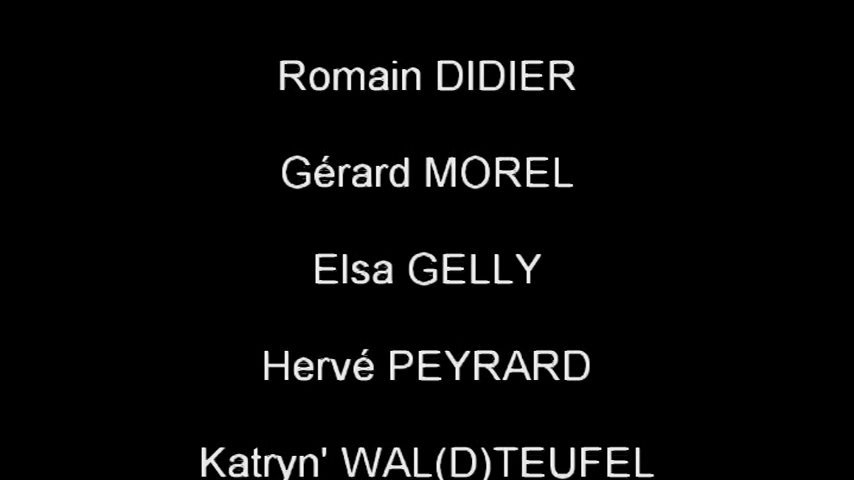 Romain DIDIER
Gérard MOREL
Elsa GELLY
Hervé PEYRARD
Katryn' WAL(D)TEUFEL